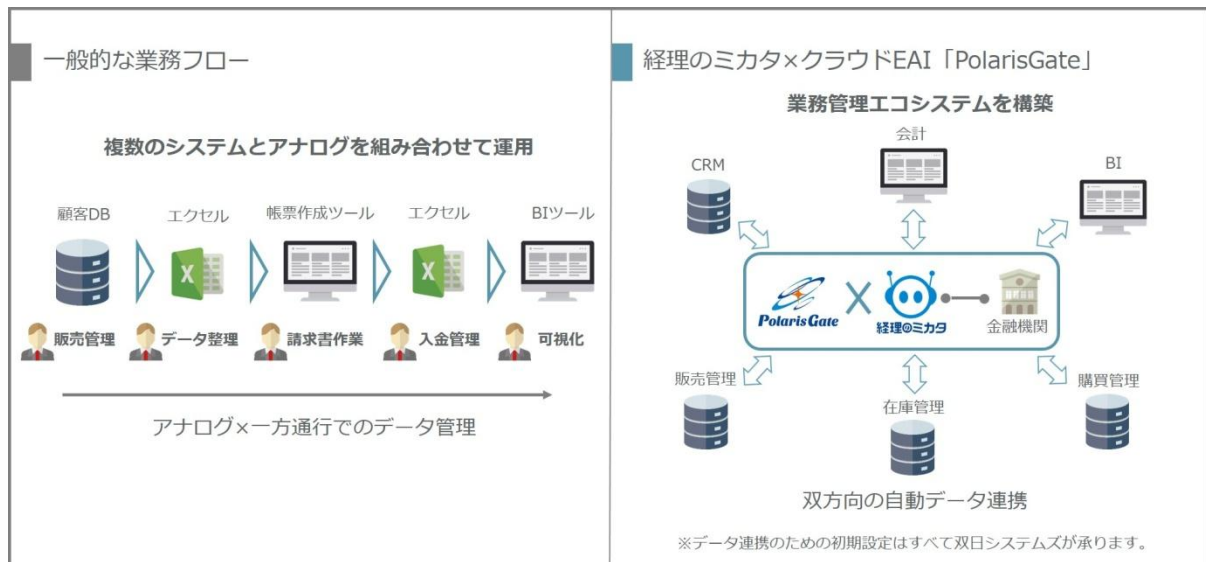 一般的な業務フロー
複数のシステムとアナログを組み合わせて運用
顧客DB
エクセル
帳票作成ツール
エクセル
BIツール
X
X
販売管理
データ整理
請求書作業
入金管理
可視化
アナログ×一方通行でのデータ管理
経理のミカタ×クラウドEAI「PolarisGate」
業務管理エコシステムを構築
会計
CRM
BI
PolarisGate
X
経理のミカタ
金融機関
販売管理
在庫管理
購買管理
双方向の自動データ連携
※データ連携のための初期設定はすべて双日システムズが承ります。